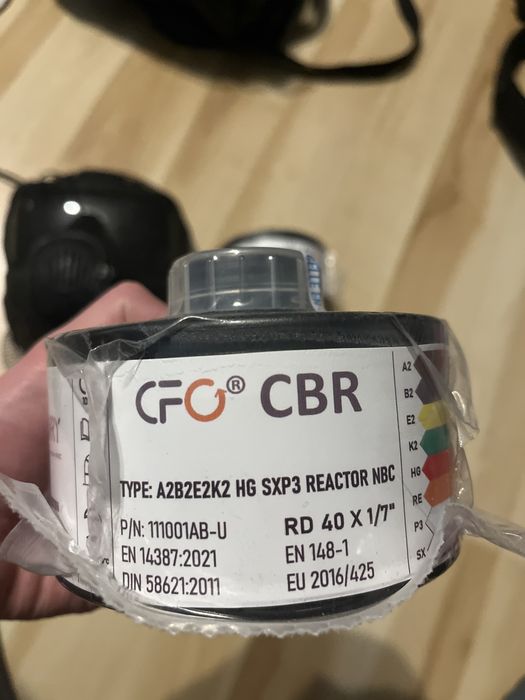 CFO® CBR
TYPE: A2B2E2K2 HG SXP3 REACTOR NBC
P/N: 111001AB-U
RD 40 X 1/7"
EN 14387:2021
EN 148-1
DIN 58621:2011
EU 2016/425
A2
B2
E2
K2
HG
RE
P3
SX